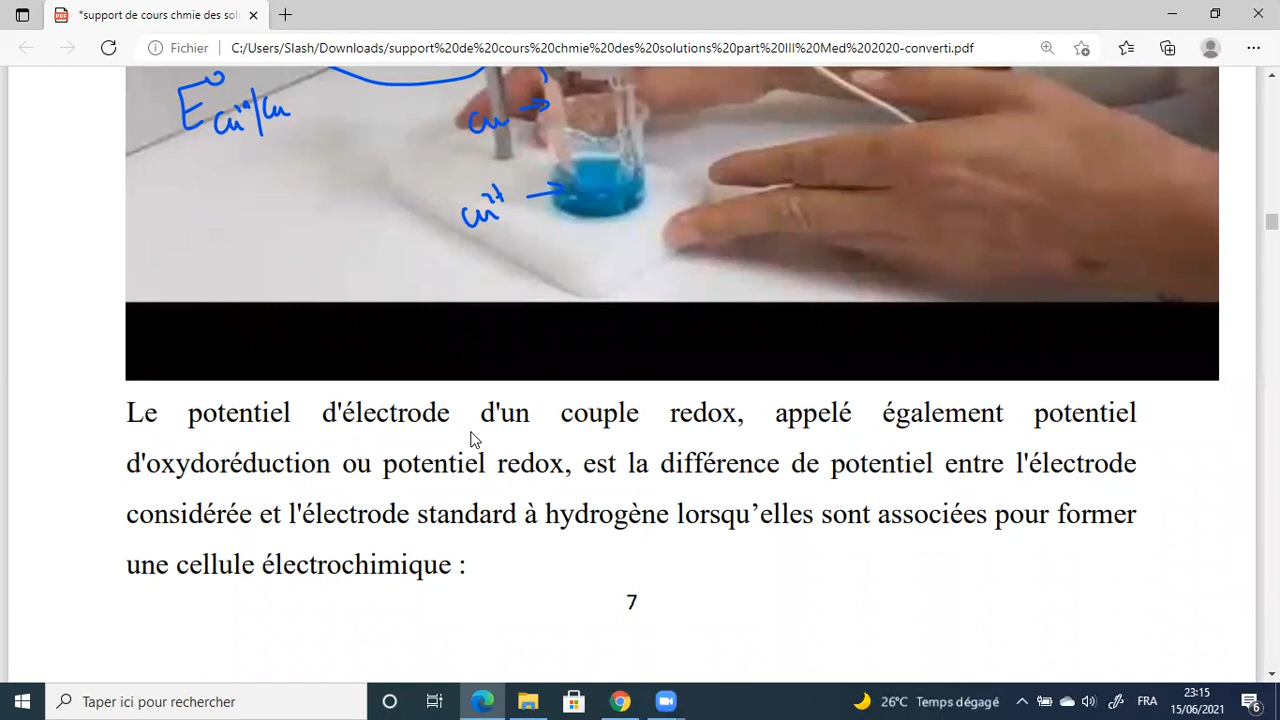 *support de cours chmie des sol
Fichier
C:/Users/Slash/Downloads/support%20de%20cours%20chmie%20des%20solutions%20part%20III%20Med%202020-converti.pdf
E⁰ Cu²⁺/Cu
Cu
Cu²⁺
Le potentiel d'électrode d'un couple redox, appelé également potentiel
d'oxydoréduction ou potentiel redox, est la différence de potentiel entre l'électrode
considérée et l'électrode standard à hydrogène lorsqu’elles sont associées pour former
une cellule électrochimique :
7
Taper ici pour rechercher
26°C Temps dégagé
FRA
23:15
15/06/2021
6